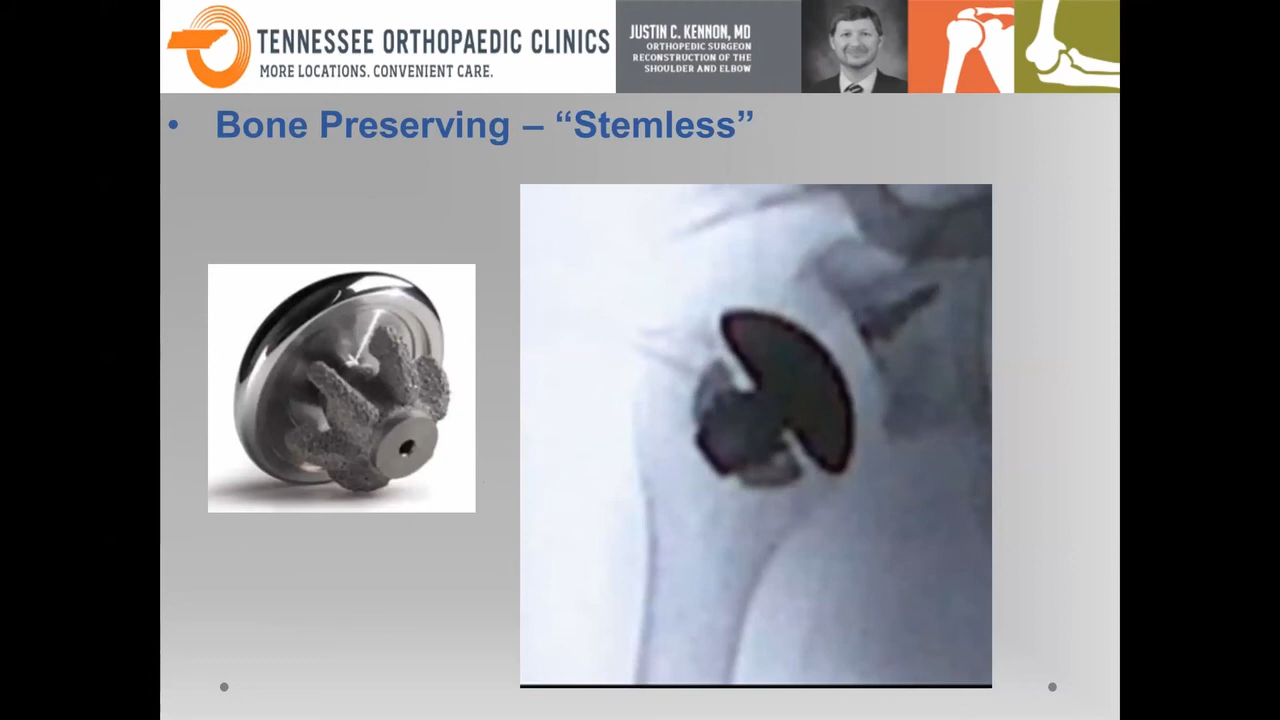 TENNESSEE ORTHOPAEDIC CLINICS
MORE LOCATIONS. CONVENIENT CARE.
JUSTIN C. KENNON, MD
ORTHOPEDIC SURGEON
RECONSTRUCTION OF THE
SHOULDER AND ELBOW
• Bone Preserving – “Stemless”